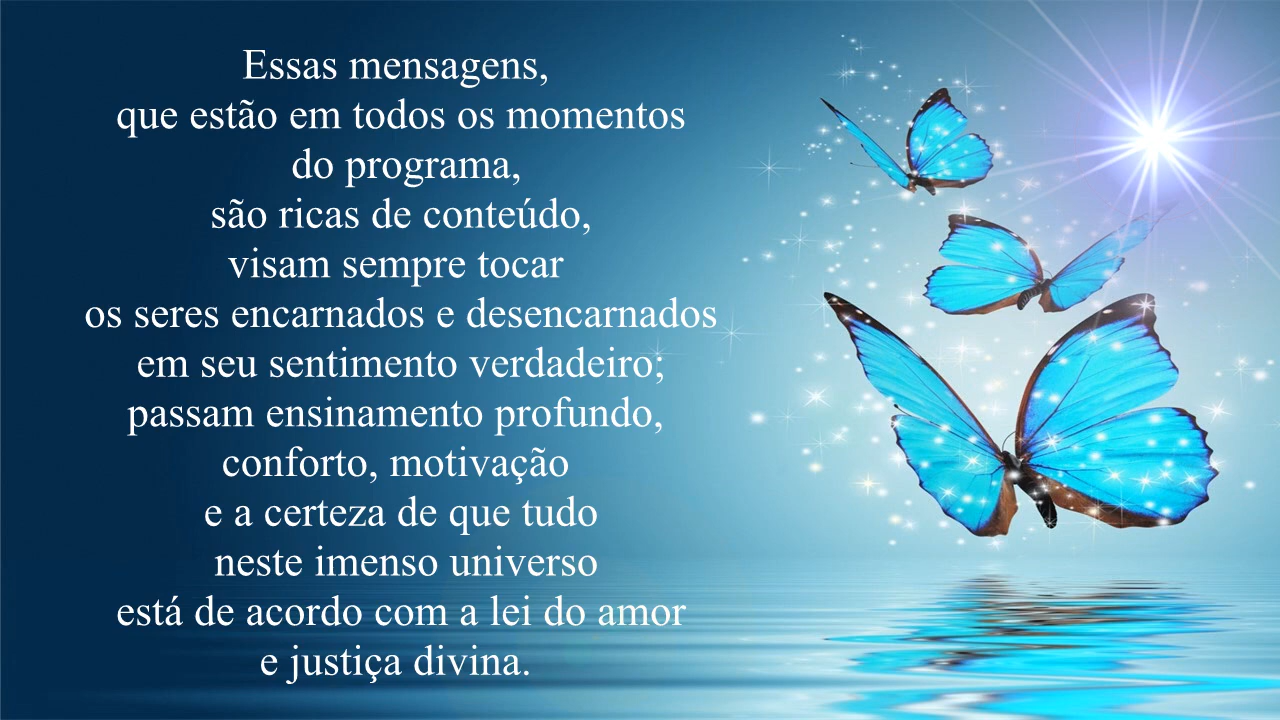 Essas mensagens,
que estão em todos os momentos
do programa,
são ricas de conteúdo,
visam sempre tocar
os seres encarnados e desencarnados
em seu sentimento verdadeiro;
passam ensinamento profundo,
conforto, motivação
e a certeza de que tudo
neste imenso universo
está de acordo com a lei do amor
e justiça divina.